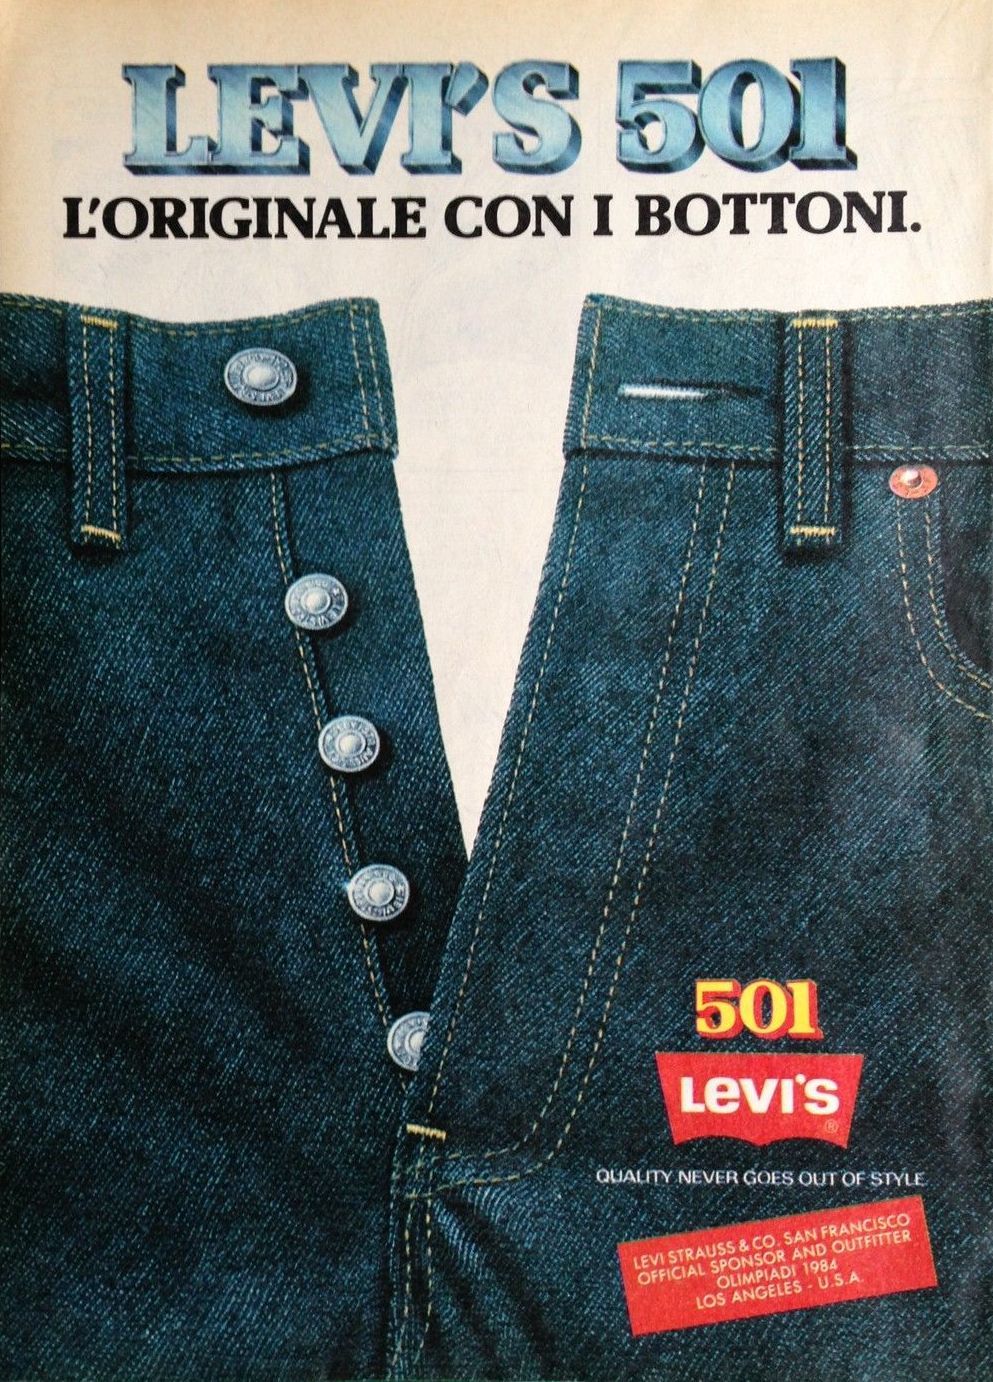 LEVI'S 501
L'ORIGINALE CON I BOTTONI.
501
LEVI'S
®
QUALITY NEVER GOES OUT OF STYLE
LEVI STRAUSS & CO. SAN FRANCISCO
OFFICIAL SPONSOR AND OUTFITTER
OLIMPIADI 1984
LOS ANGELES - U.S.A.